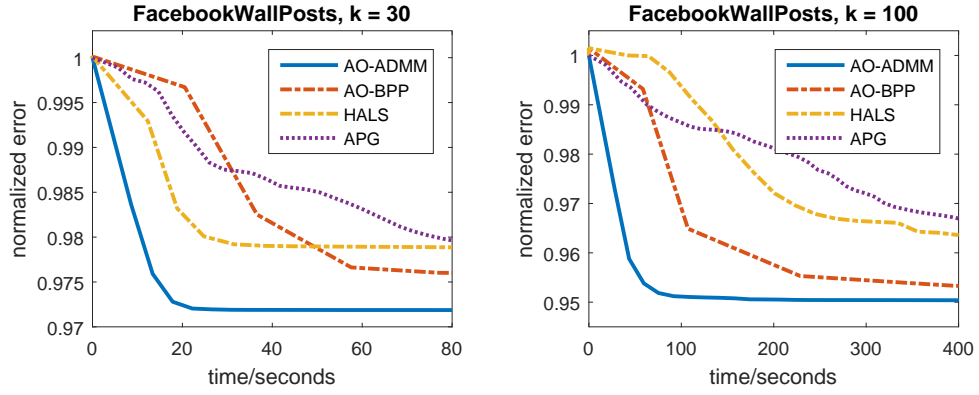 FacebookWallPosts, k = 30
1
0.995
0.99
0.985
0.98
0.975
0.97
normalized error
0
20
40
60
80
time/seconds
AO-ADMM
AO-BPP
HALS
APG
FacebookWallPosts, k = 100
1
0.99
0.98
0.97
0.96
0.95
normalized error
0
100
200
300
400
time/seconds
AO-ADMM
AO-BPP
HALS
APG